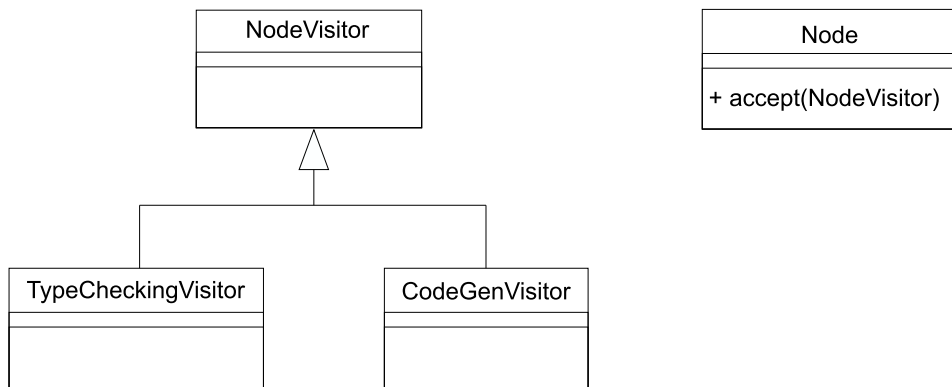 NodeVisitor
Node
+ accept(NodeVisitor)
TypeCheckingVisitor
CodeGenVisitor